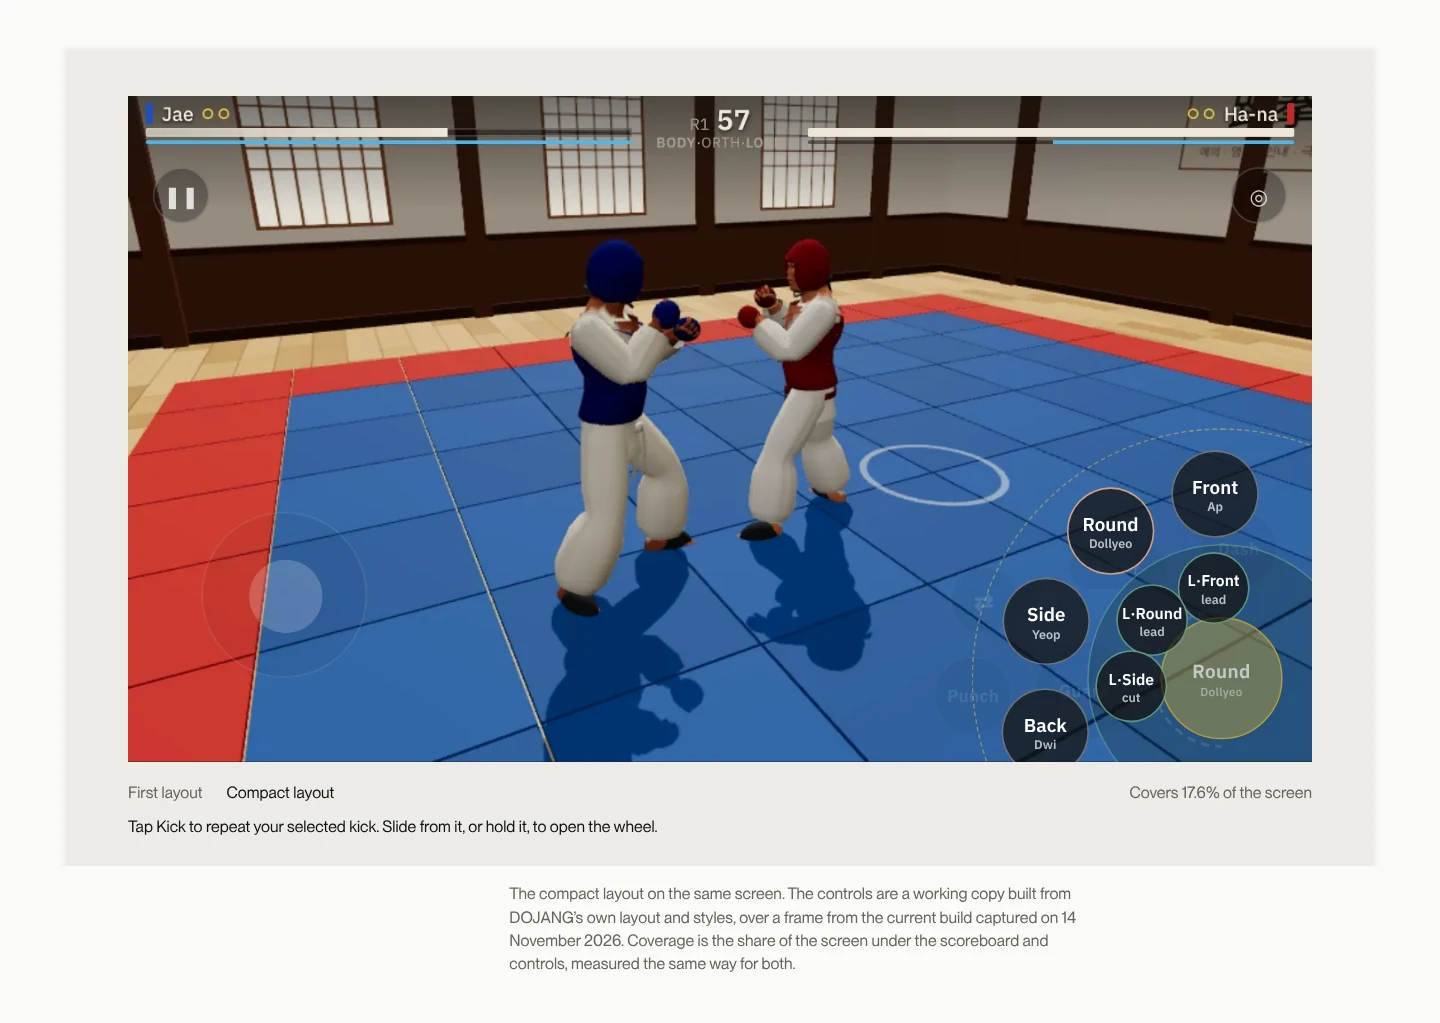 Jae
R1 57
BODY·ORTH·LO
Ha-na
Front
Ap
Round
Dollyeo
Dash
L·Front
lead
Side
Yeop
L·Round
lead
Round
Dollyeo
L·Side
cut
Punch
Back
Dwi
First layout
Compact layout
Covers 17.6% of the screen
Tap Kick to repeat your selected kick. Slide from it, or hold it, to open the wheel.
The compact layout on the same screen. The controls are a working copy built from
DOJANG’s own layout and styles, over a frame from the current build captured on 14
November 2026. Coverage is the share of the screen under the scoreboard and
controls, measured the same way for both.